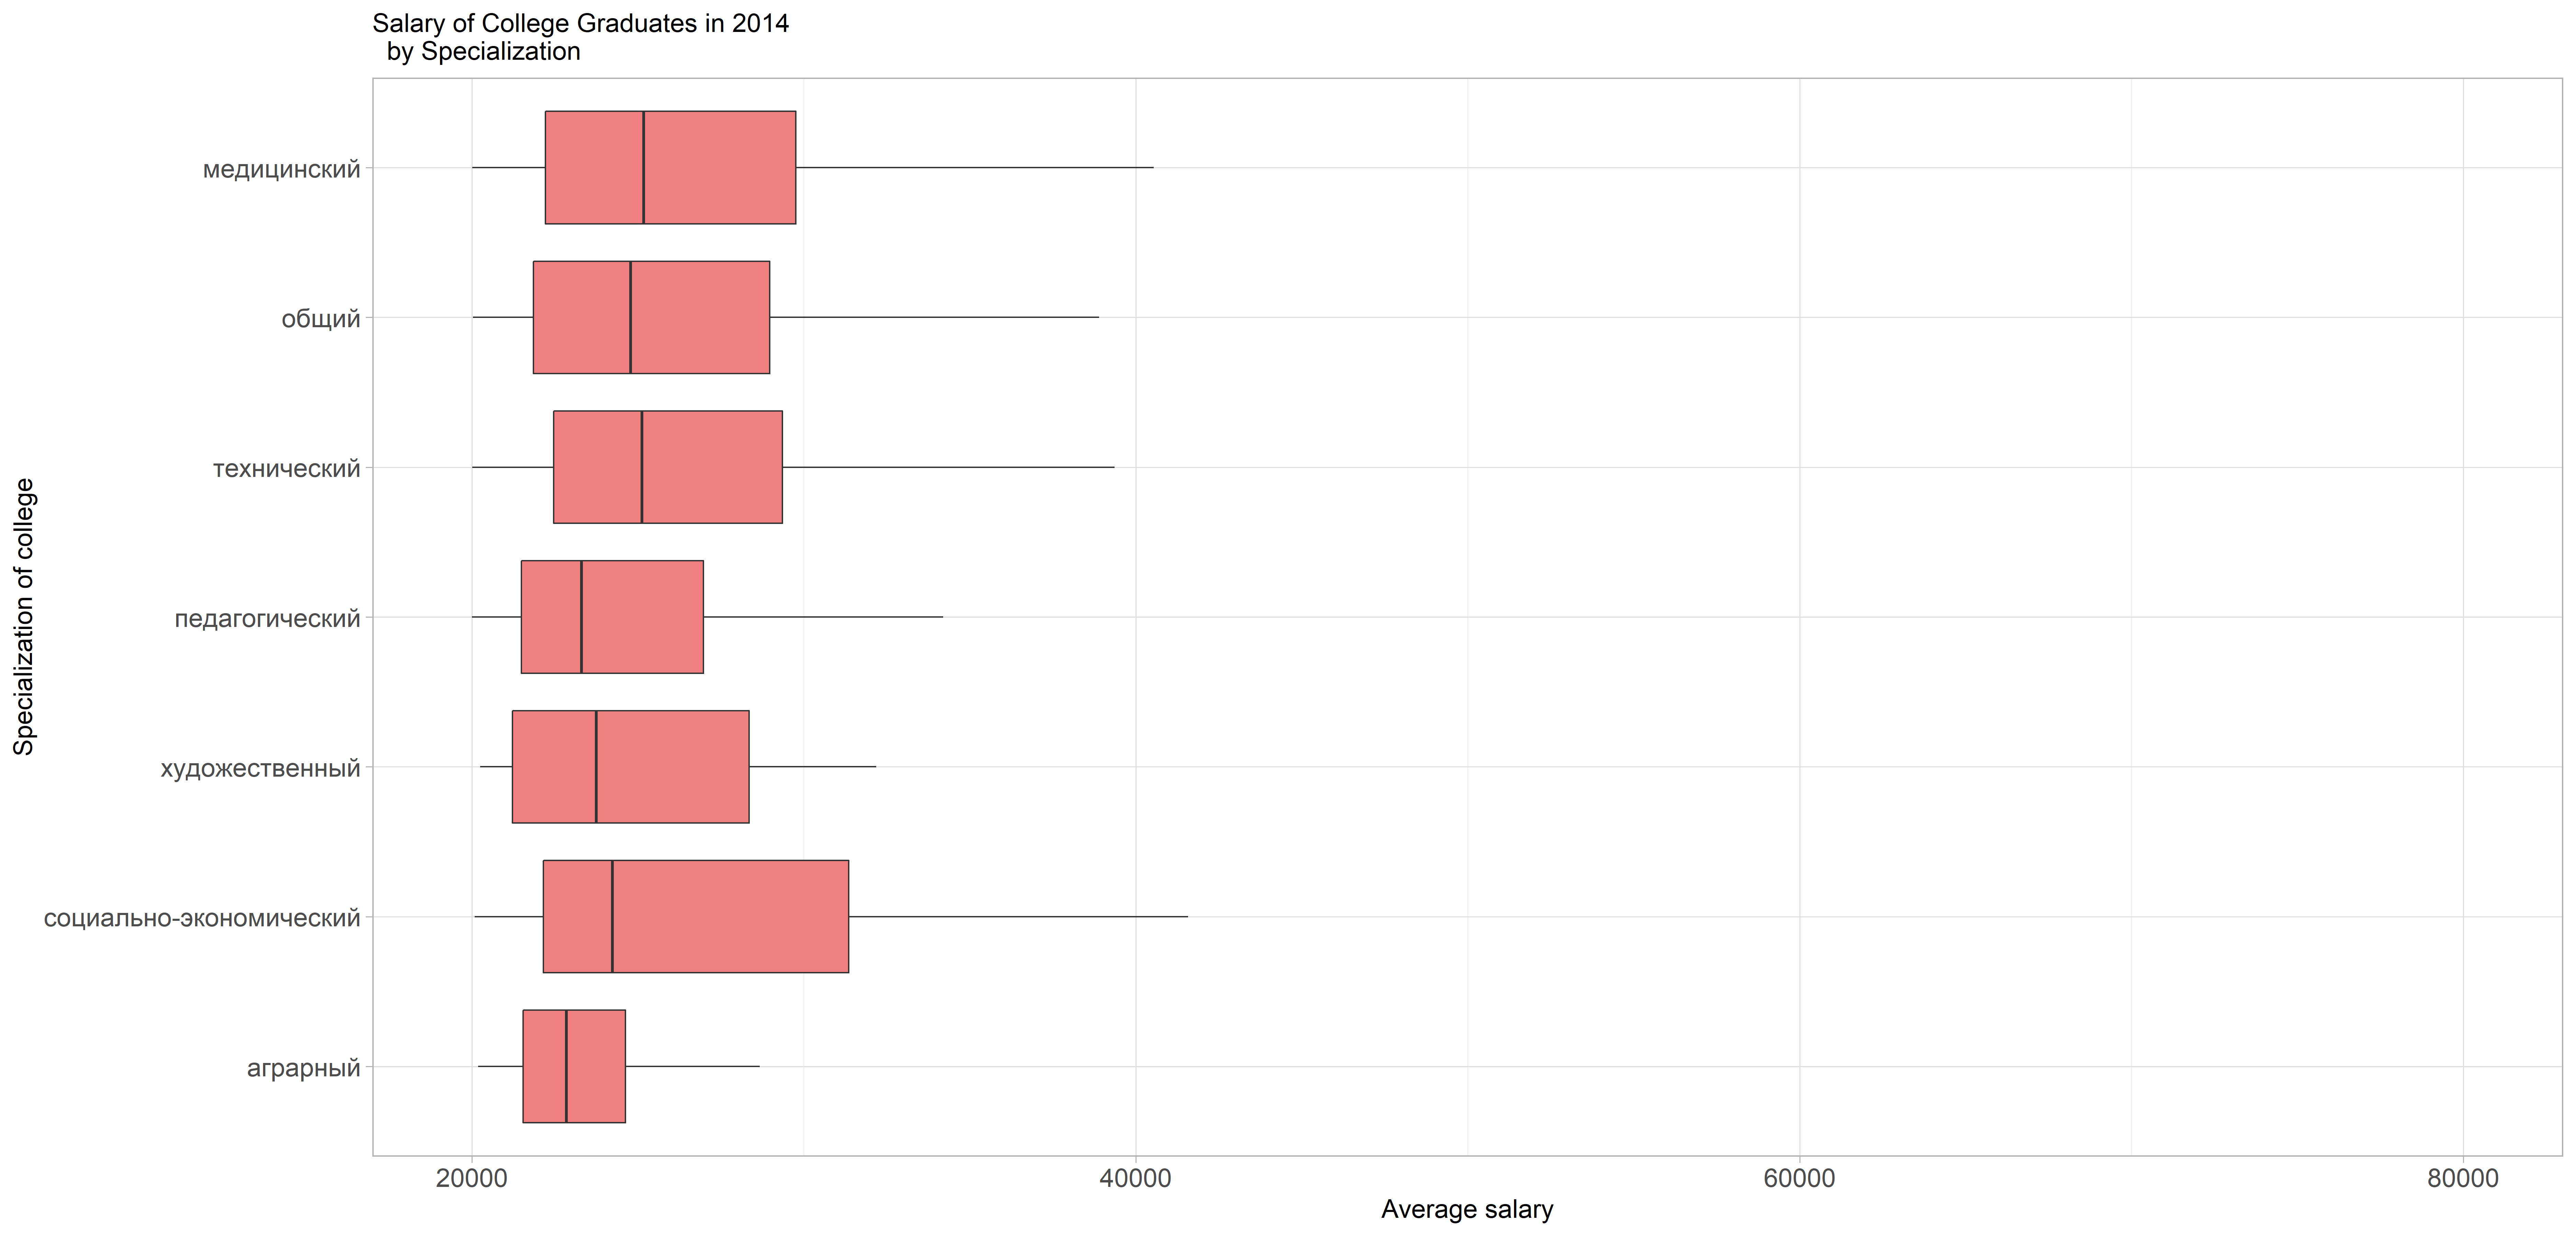 Salary of College Graduates in 2014
by Specialization
Specialization of college
медицинский
общий
технический
педагогический
художественный
социально-экономический
аграрный
20000
40000
60000
80000
Average salary